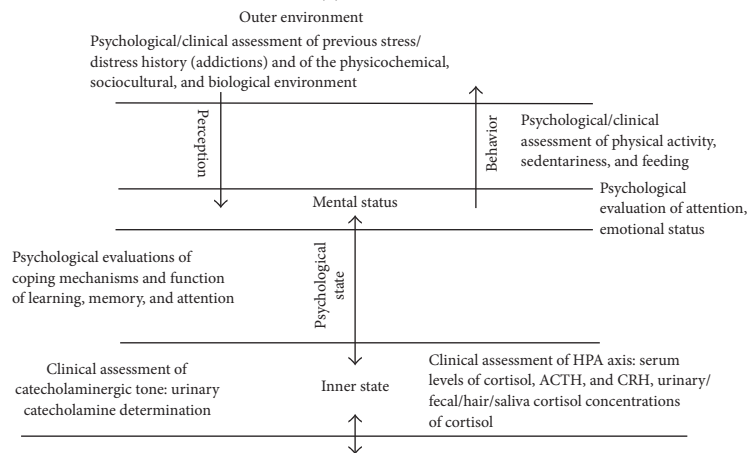 Outer environment
Psychological/clinical assessment of previous stress/
distress history (addictions) and of the physicochemical,
sociocultural, and biological environment
Perception
Behavior
Psychological/clinical
assessment of physical activity,
sedentariness, and feeding
Mental status
Psychological
evaluation of attention,
emotional status
Psychological evaluations of
coping mechanisms and function
of learning, memory, and attention
Psychological
state
Clinical assessment of
catecholaminergic tone: urinary
catecholamine determination
Inner state
Clinical assessment of HPA axis: serum
levels of cortisol, ACTH, and CRH, urinary/
fecal/hair/saliva cortisol concentrations
of cortisol